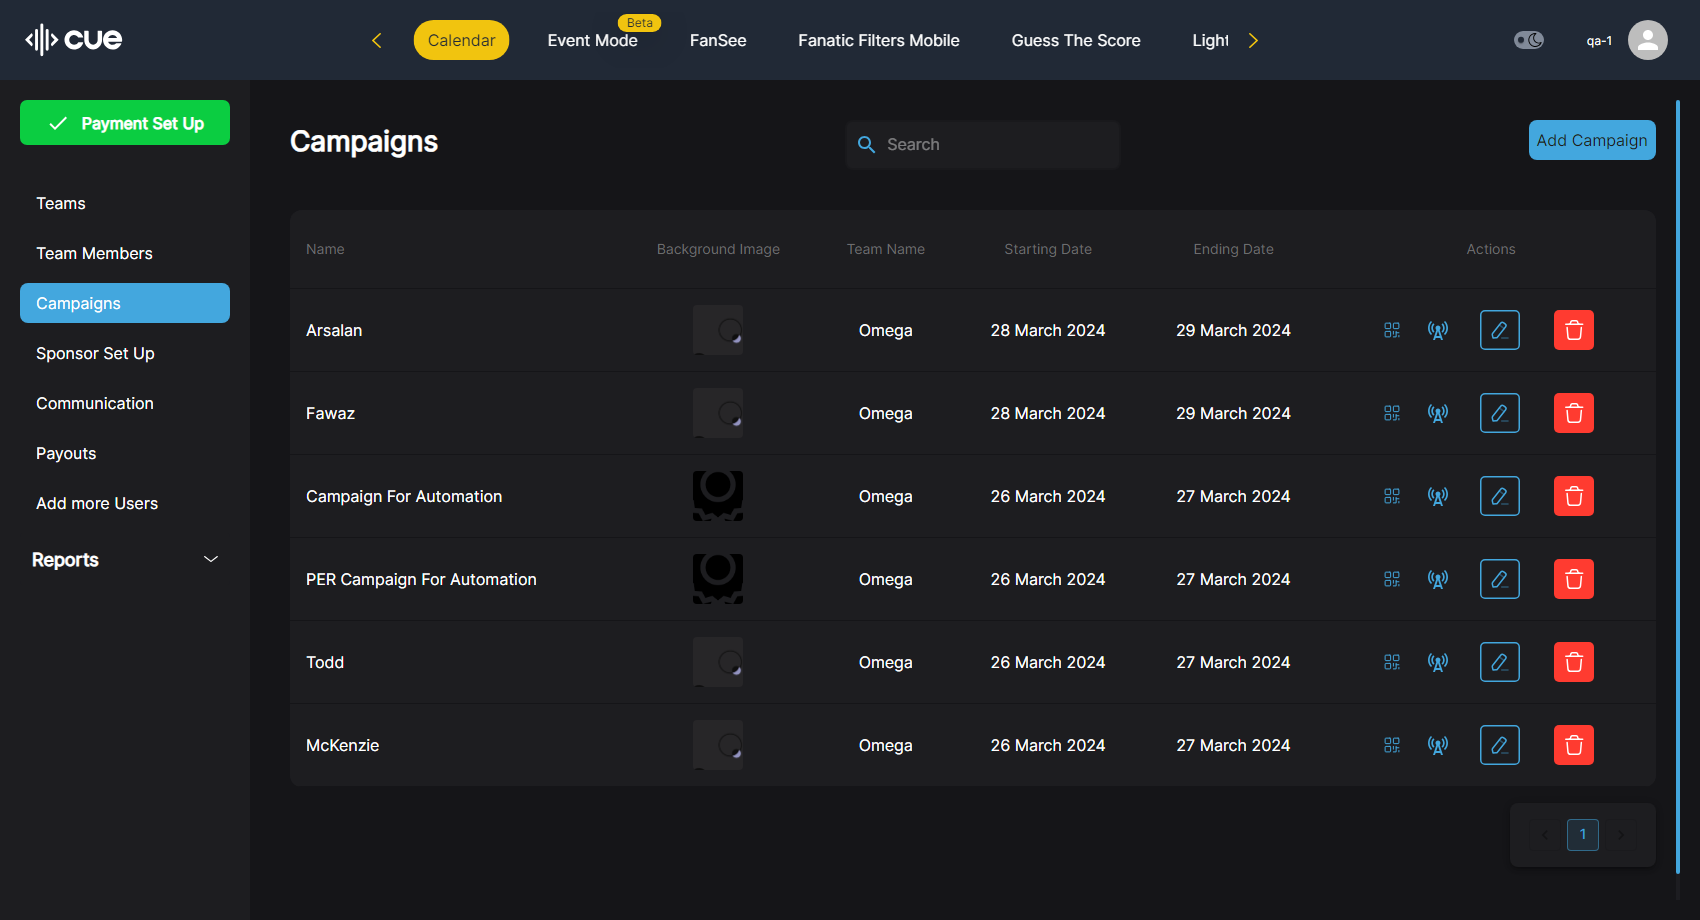 cue
Calendar
Event Mode
Beta
FanSee
Fanatic Filters Mobile
Guess The Score
Light
qa-1
Payment Set Up
Teams
Team Members
Campaigns
Sponsor Set Up
Communication
Payouts
Add more Users
Reports
Campaigns
Search
Add Campaign
Name Background Image Team Name Starting Date Ending Date Actions
Arsalan Omega 28 March 2024 29 March 2024
Fawaz Omega 28 March 2024 29 March 2024
Campaign For Automation Omega 26 March 2024 27 March 2024
PER Campaign For Automation Omega 26 March 2024 27 March 2024
Todd Omega 26 March 2024 27 March 2024
McKenzie Omega 26 March 2024 27 March 2024
1